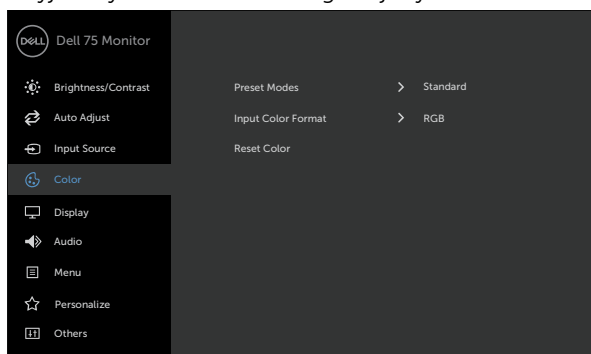 DELL Dell 75 Monitor
Brightness/Contrast
Auto Adjust
Input Source
Color
Display
Audio
Menu
Personalize
Others
Preset Modes > Standard
Input Color Format > RGB
Reset Color